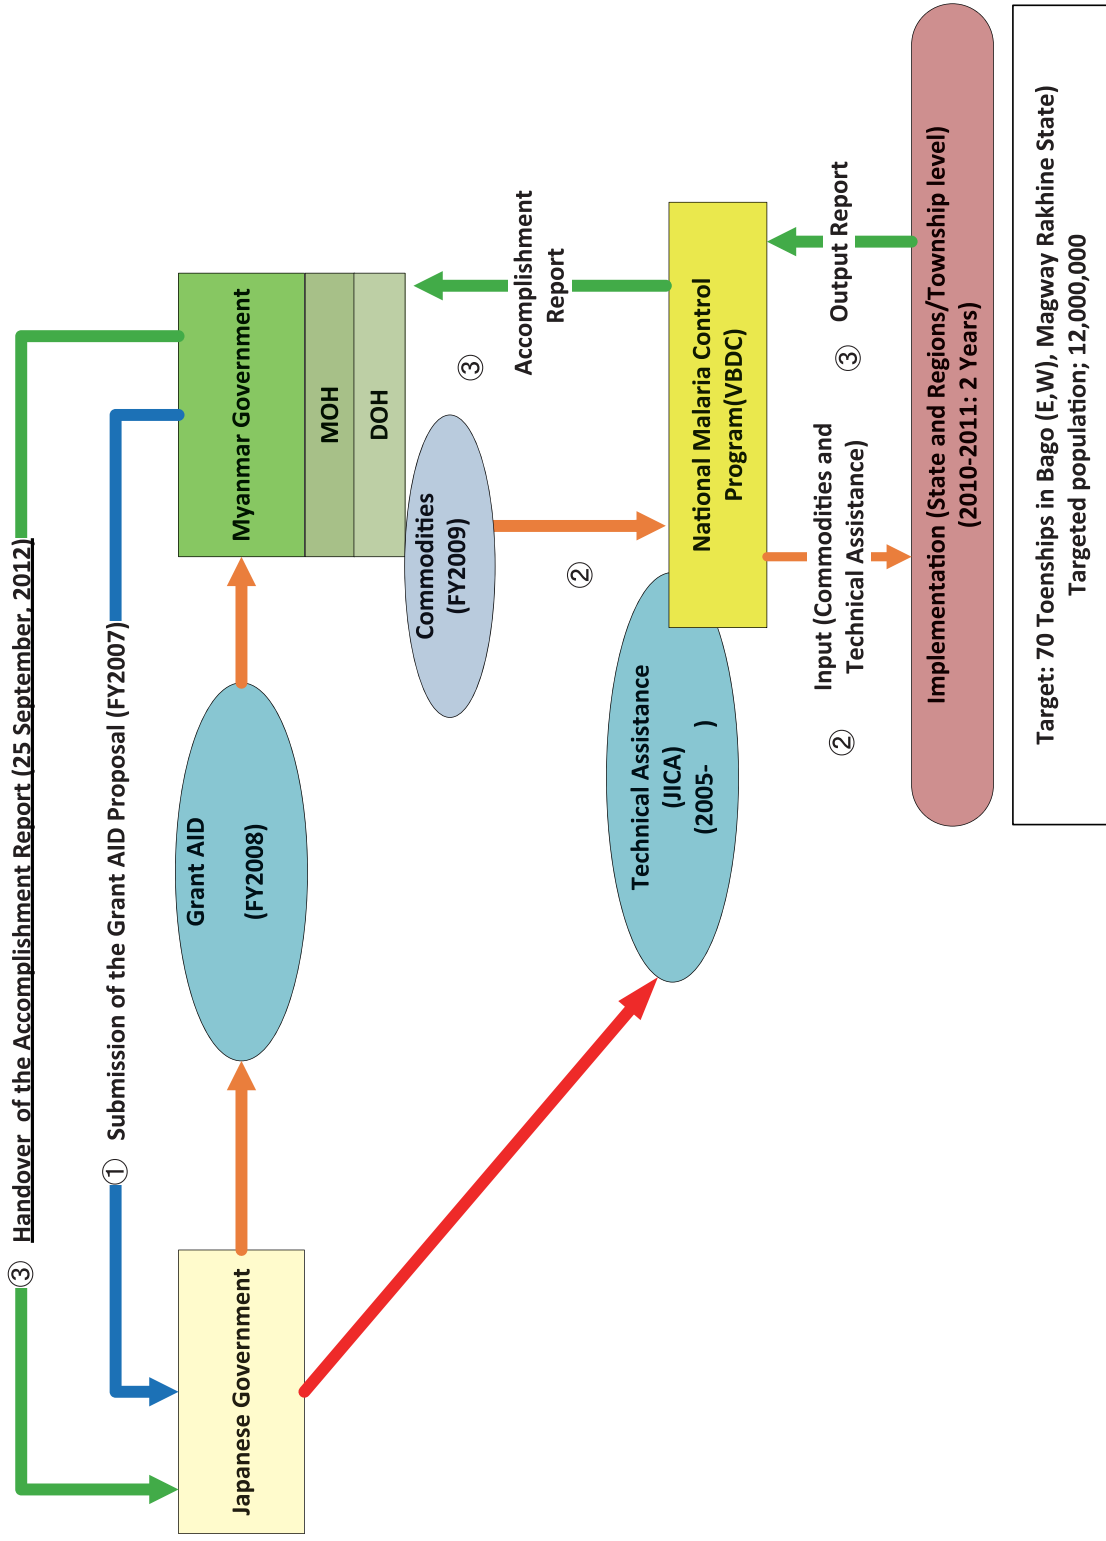 ③ Handover of the Accomplishment Report (25 September, 2012)
① Submission of the Grant AID Proposal (FY2007)
Japanese Government
Grant AID
(FY2008)
Myanmar Government
MOH
DOH
Commodities
(FY2009)
②
③
Accomplishment
Report
Technical Assistance
(JICA)
(2005- )
National Malaria Control
Program(VBDC)
②
Input (Commodities and
Technical Assistance)
③
Output Report
Implementation (State and Regions/Township level)
(2010-2011: 2 Years)
Target: 70 Toenships in Bago (E,W), Magway Rakhine State)
Targeted population; 12,000,000